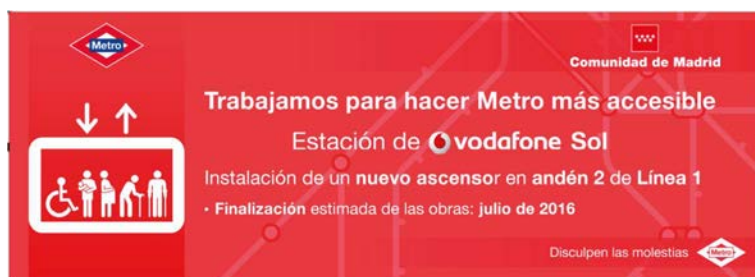 Metro
Comunidad de Madrid
Trabajamos para hacer Metro más accesible
Estación de vodafone Sol
Instalación de un nuevo ascensor en andén 2 de Línea 1
• Finalización estimada de las obras: julio de 2016
Disculpen las molestias Metro